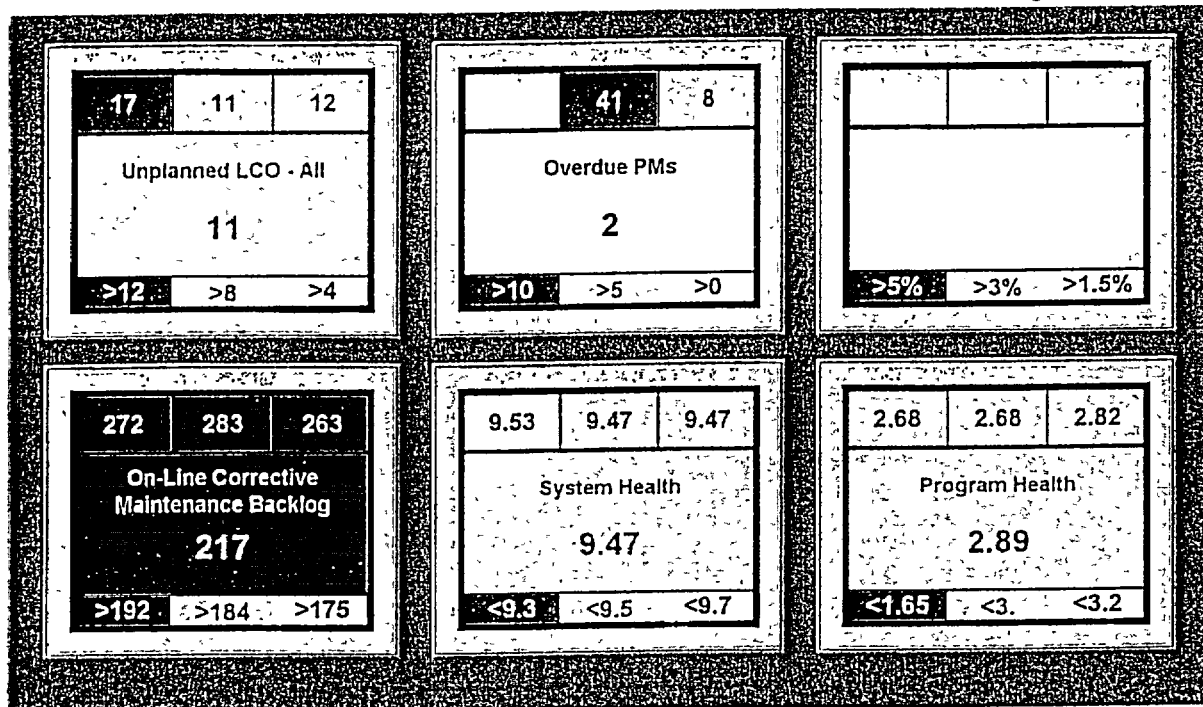 17 11 12
Unplanned LCO - All
11
>12 >8 >4
41 8
Overdue PMs
2
>10 >5 >0
>5% >3% >1.5%
272 283 263
On-Line Corrective
Maintenance Backlog
217
>192 >184 >175
9.53 9.47 9.47
System Health
9.47
<9.3 <9.5 <9.7
2.68 2.68 2.82
Program Health
2.89
<1.65 <3. <3.2